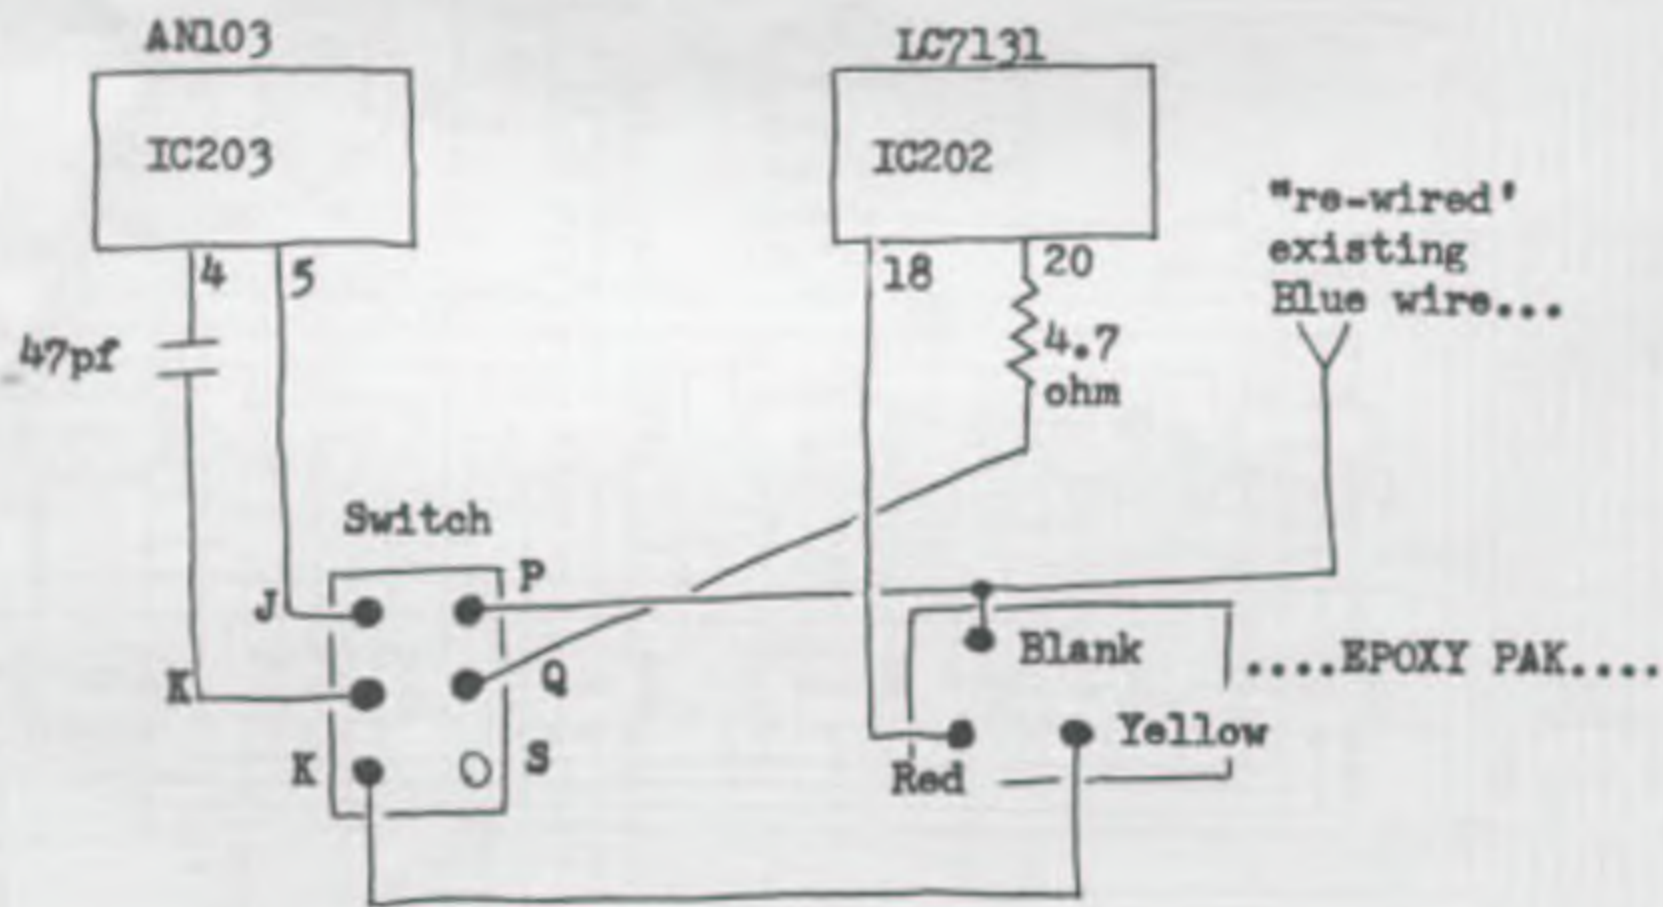 AN103
LC7131
IC203
IC202
"re-wired'
existing
Blue wire...
4
5
18
20
47pf
4.7
ohm
Switch
P
J
Blank
....EPOXY PAK....
K
Q
Yellow
K
S
Red